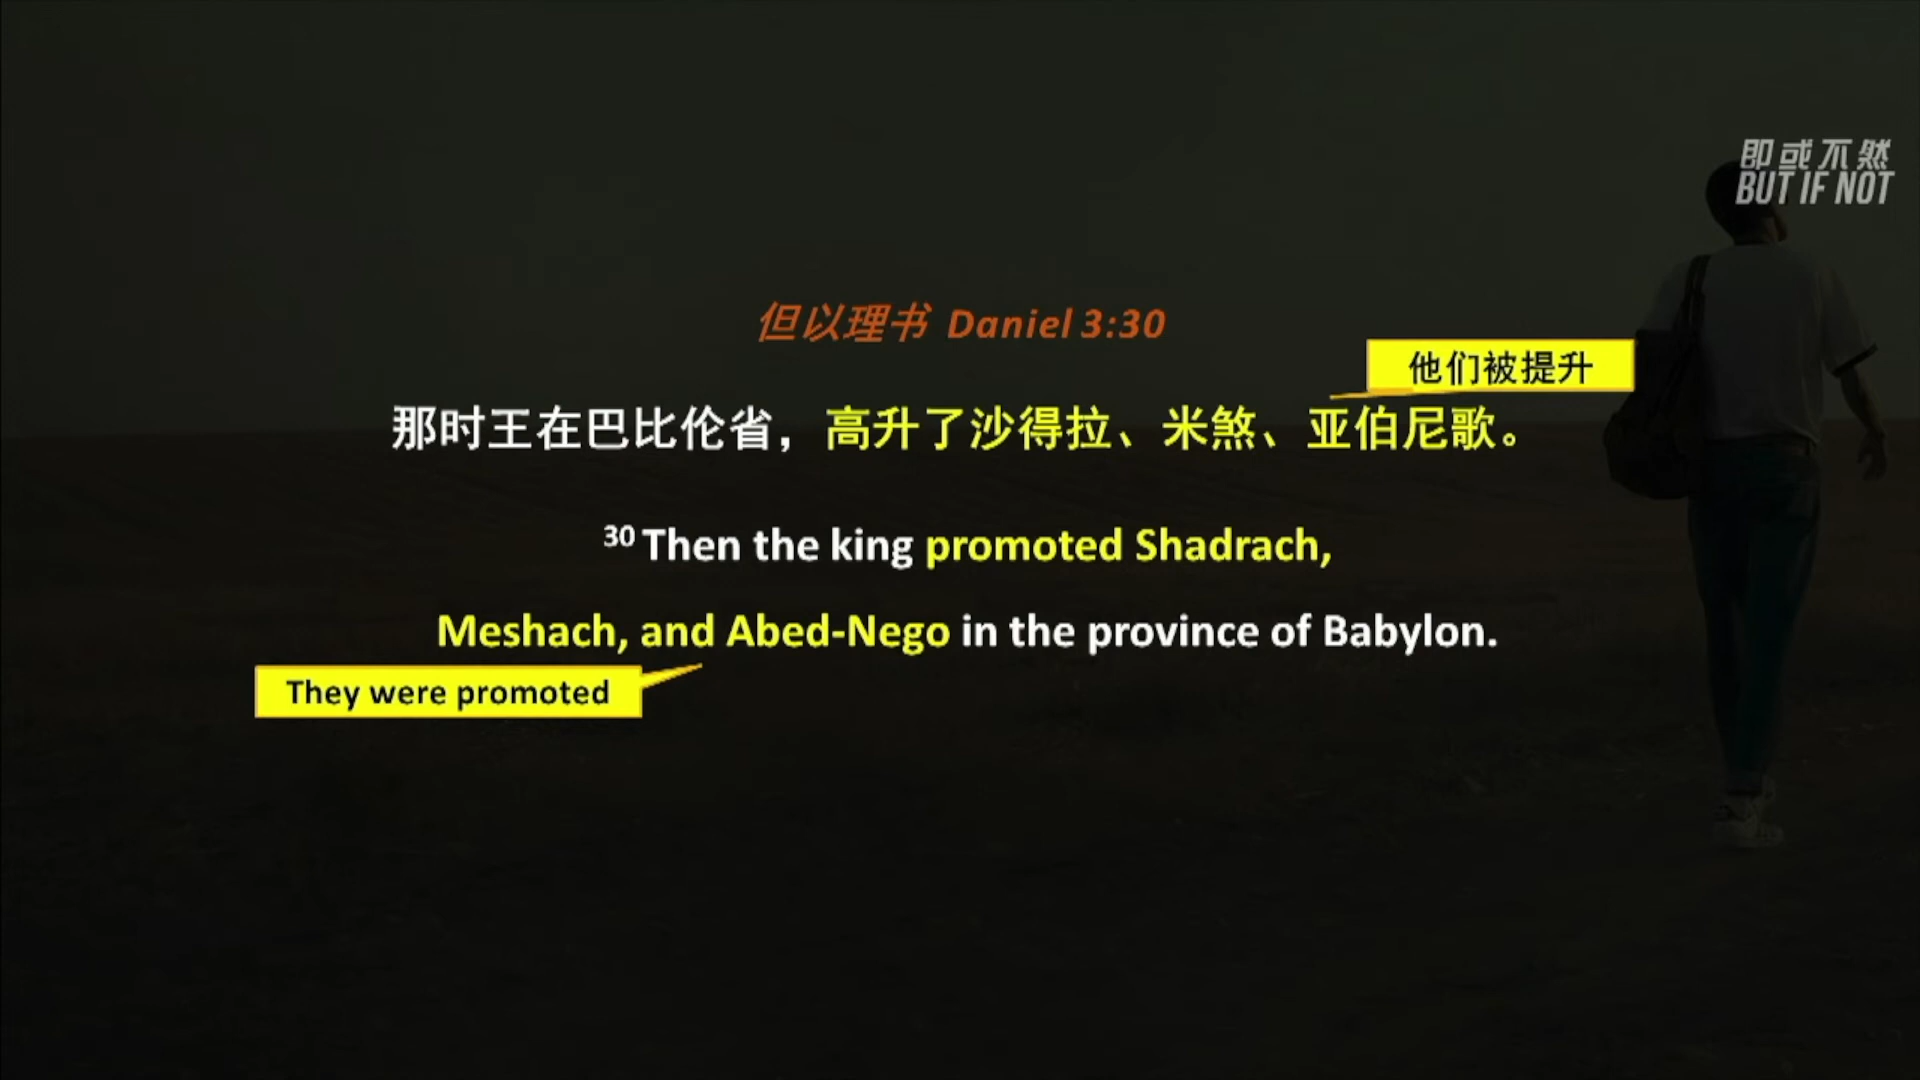 即或不然
BUT IF NOT
但以理书 Daniel 3:30
他们被提升
那时王在巴比伦省，高升了沙得拉、米煞、亚伯尼歌。
30 Then the king promoted Shadrach,
Meshach, and Abed-Nego in the province of Babylon.
They were promoted